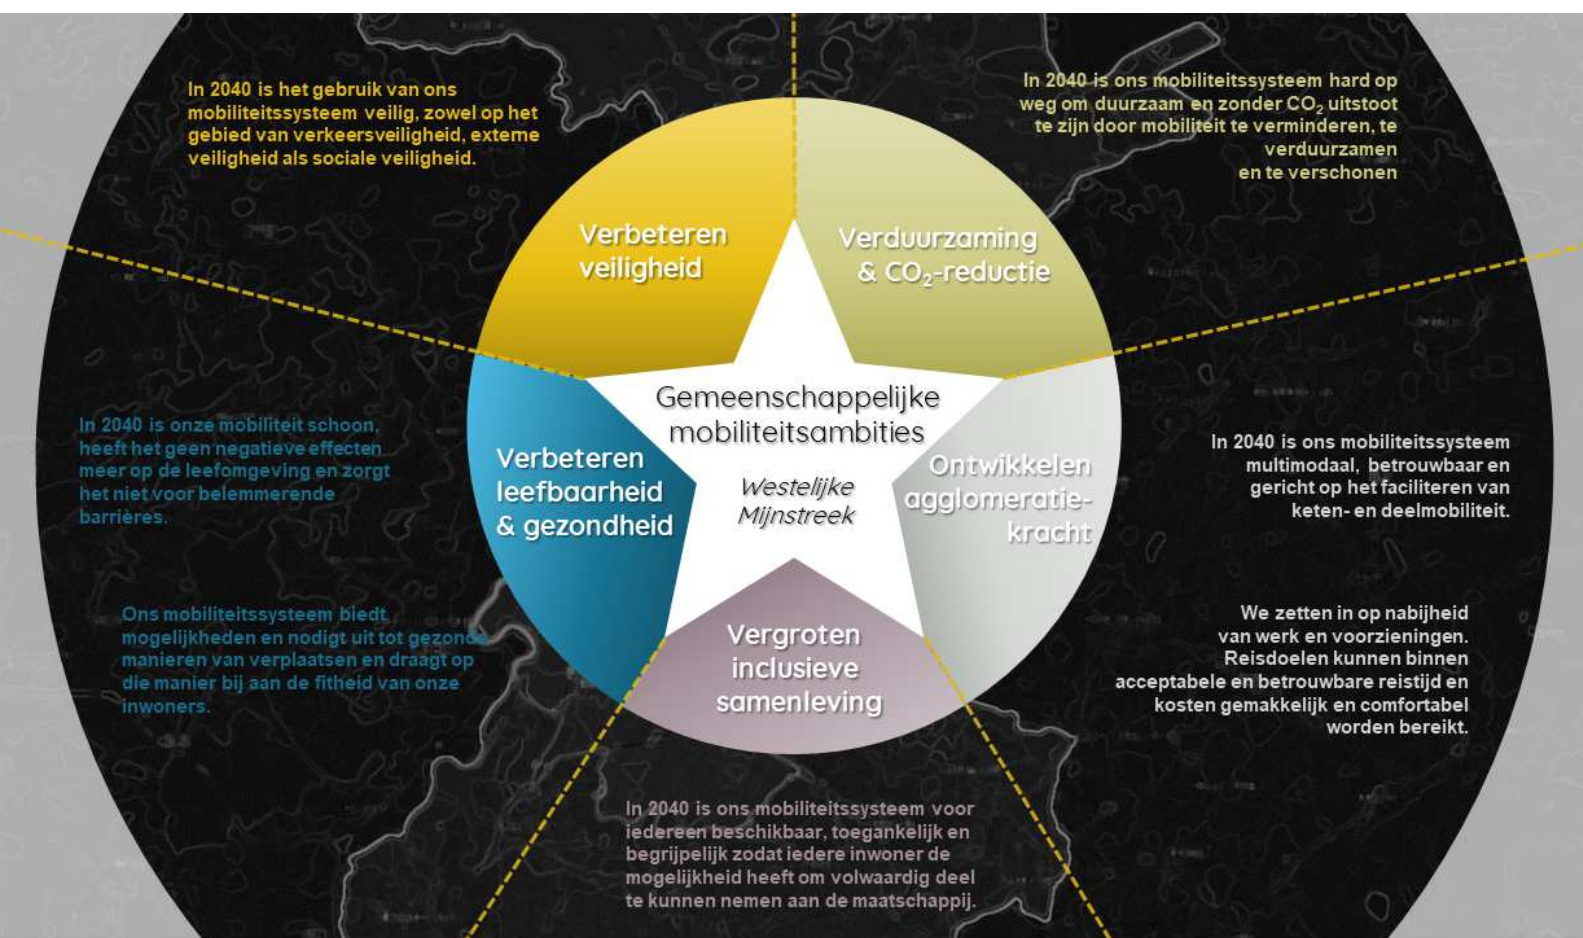 In 2040 is het gebruik van ons
mobiliteitssysteem veilig, zowel op het
gebied van verkeersveiligheid, externe
veiligheid als sociale veiligheid.
In 2040 is ons mobiliteitssysteem hard op
weg om duurzaam en zonder CO₂ uitstoot
te zijn door mobiliteit te verminderen, te
verduurzamen
en te verschonen
Verbeteren
veiligheid
Verduurzaming
& CO₂-reductie
Gemeenschappelijke
mobiliteitsambities
Westelijke
Mijnstreek
In 2040 is onze mobiliteit schoon,
heeft het geen negatieve effecten
meer op de leefomgeving en zorgt
het niet voor belemmerende
barrières.
Verbeteren
leefbaarheid
& gezondheid
Ontwikkelen
agglomeratie-
kracht
In 2040 is ons mobiliteitssysteem
multimodaal, betrouwbaar en
gericht op het faciliteren van
keten- en deelmobiliteit.
Ons mobiliteitssysteem biedt
mogelijkheden en nodigt uit tot gezonde
manieren van verplaatsen en draagt op
die manier bij aan de fitheid van onze
inwoners.
Vergroten
inclusieve
samenleving
We zetten in op nabijheid
van werk en voorzieningen.
Reisdoelen kunnen binnen
acceptabele en betrouwbare reistijd en
kosten gemakkelijk en comfortabel
worden bereikt.
In 2040 is ons mobiliteitssysteem voor
iedereen beschikbaar, toegankelijk en
begrijpelijk zodat iedere inwoner de
mogelijkheid heeft om volwaardig deel
te kunnen nemen aan de maatschappij.